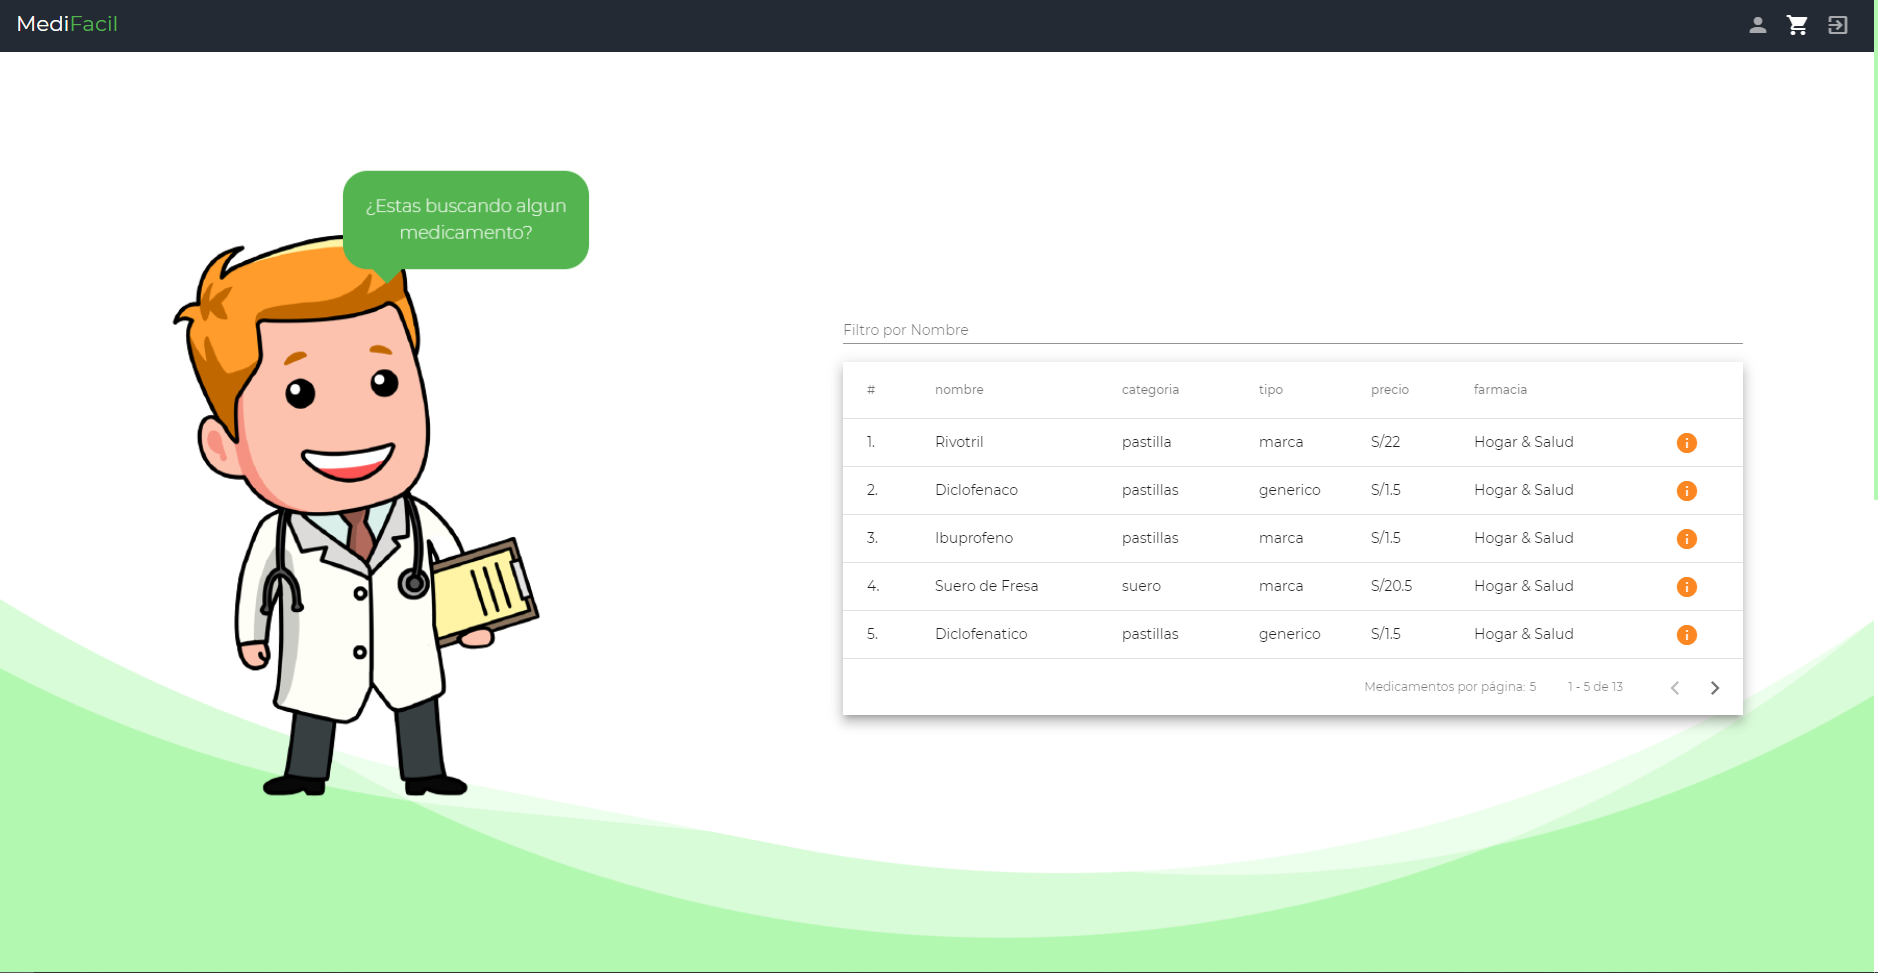 MediFacil
¿Estas buscando algun
medicamento?
Filtro por Nombre
# nombre categoria tipo precio farmacia
1. Rivotril pastilla marca S/22 Hogar & Salud
2. Diclofenaco pastillas generico S/1.5 Hogar & Salud
3. Ibuprofeno pastillas marca S/1.5 Hogar & Salud
4. Suero de Fresa suero marca S/20.5 Hogar & Salud
5. Diclofenatico pastillas generico S/1.5 Hogar & Salud
Medicamentos por página: 5 1 - 5 de 13